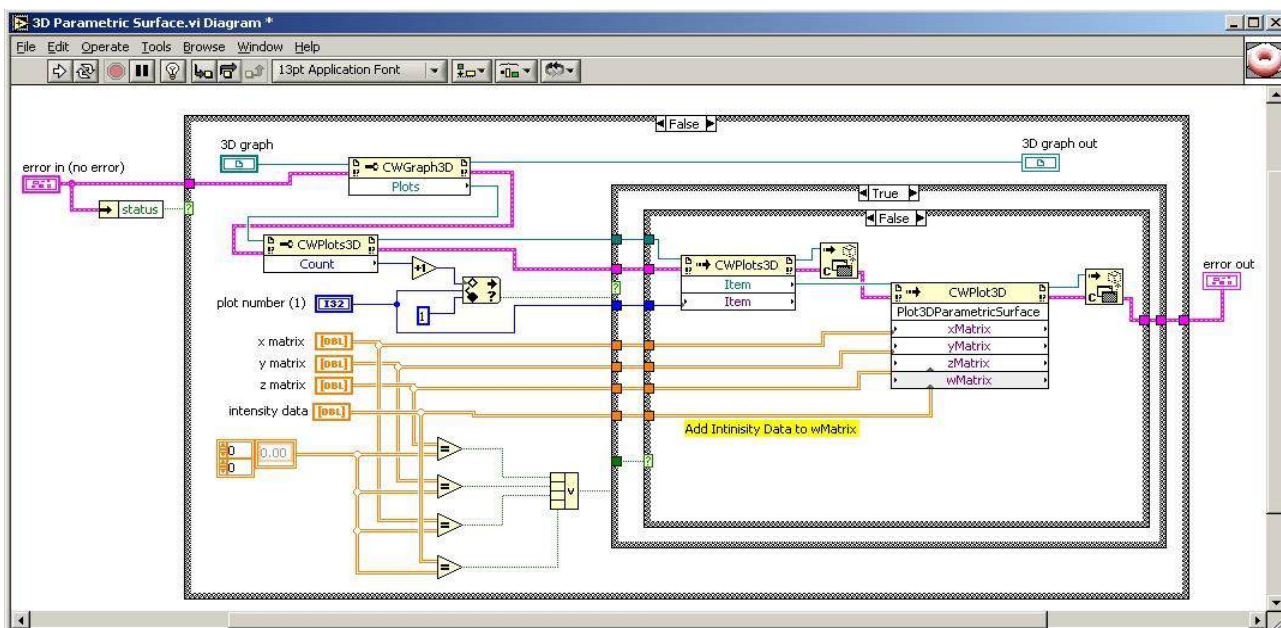 3D Parametric Surface.vi Diagram *
File Edit Operate Tools Browse Window Help
13pt Application Font
False
3D graph
3D graph out
error in (no error)
CWGraph3D
Plots
status
True
False
CWPlots3D
Count
+1
CWPlots3D
Item
Item
error out
plot number (1)
I32
1
CWPlot3D
Plot3DParametricSurface
xMatrix
yMatrix
zMatrix
wMatrix
x matrix [DBL]
y matrix [DBL]
z matrix [DBL]
intensity data [DBL]
Add Intinisity Data to wMatrix
0
0
0.00